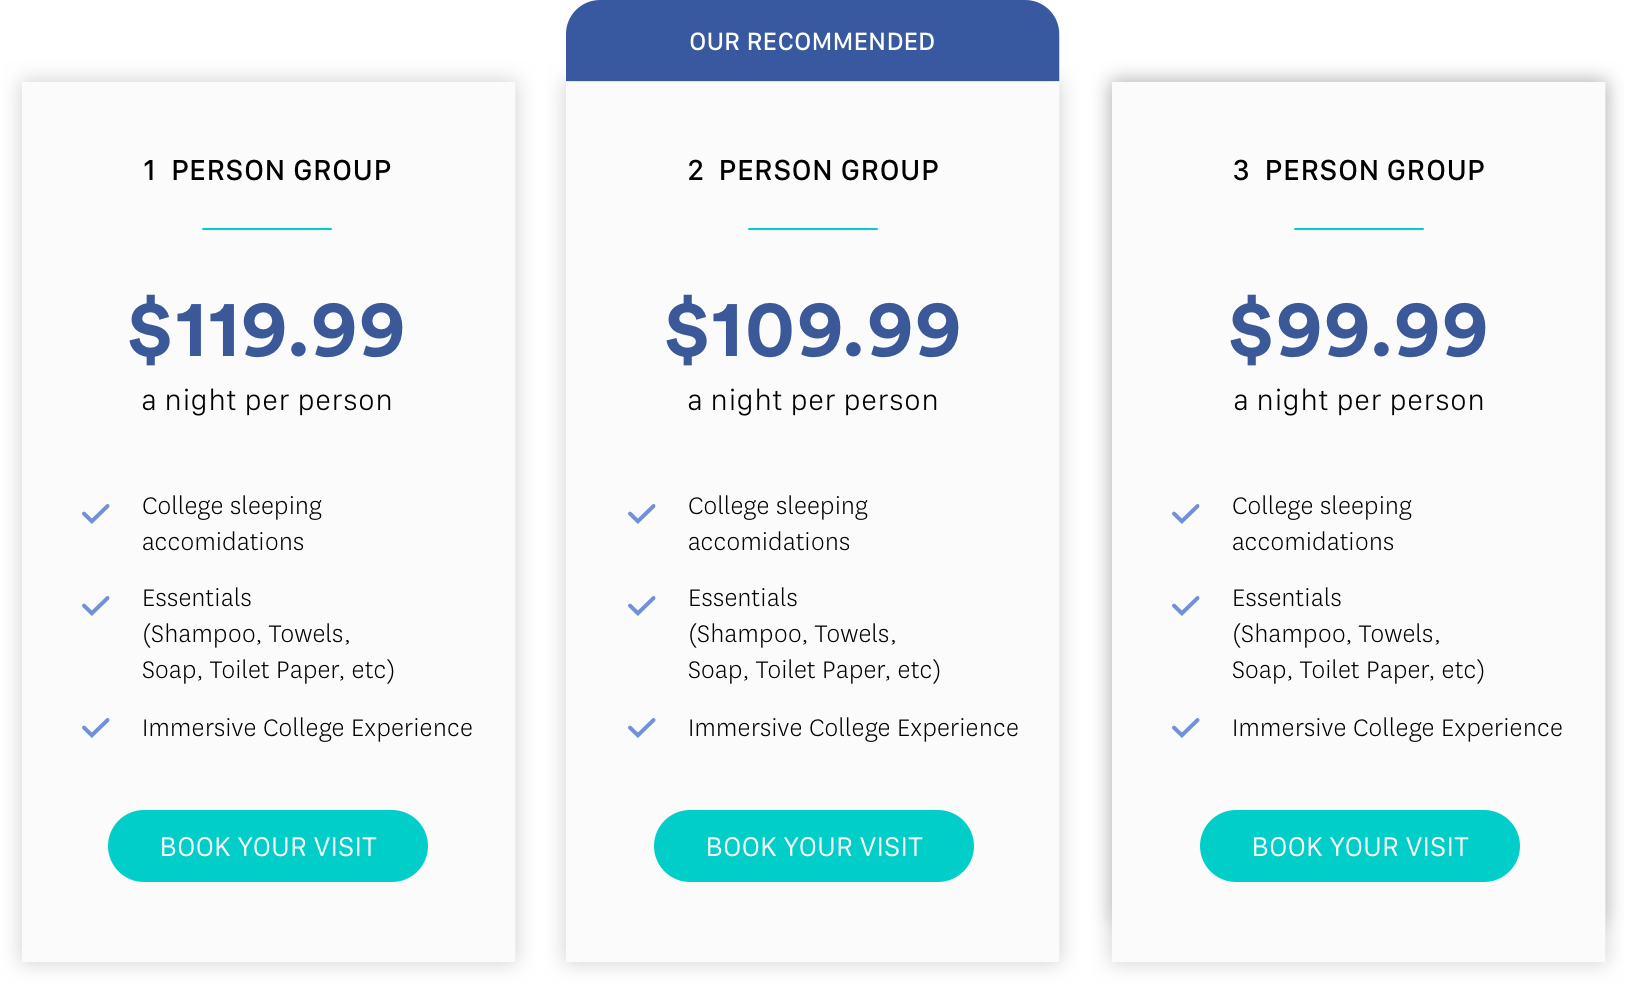 OUR RECOMMENDED
1 PERSON GROUP
$119.99
a night per person
College sleeping
accomidations
Essentials
(Shampoo, Towels,
Soap, Toilet Paper, etc)
Immersive College Experience
BOOK YOUR VISIT
2 PERSON GROUP
$109.99
a night per person
College sleeping
accomidations
Essentials
(Shampoo, Towels,
Soap, Toilet Paper, etc)
Immersive College Experience
BOOK YOUR VISIT
3 PERSON GROUP
$99.99
a night per person
College sleeping
accomidations
Essentials
(Shampoo, Towels,
Soap, Toilet Paper, etc)
Immersive College Experience
BOOK YOUR VISIT